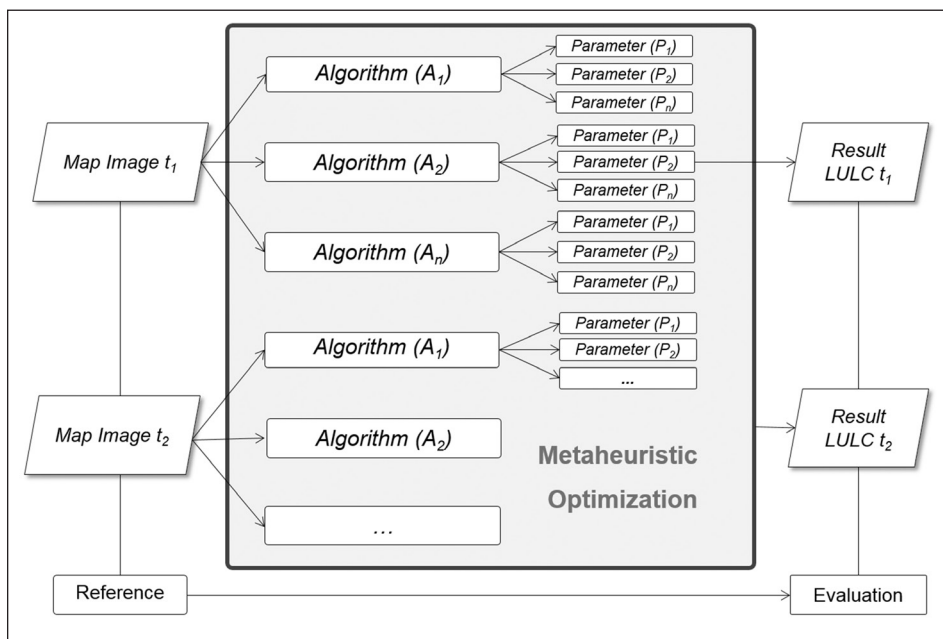 Map Image t1
Algorithm (A1)
Parameter (P1)
Parameter (P2)
Parameter (Pn)
Algorithm (A2)
Parameter (P1)
Parameter (P2)
Parameter (Pn)
Algorithm (An)
Parameter (P1)
Parameter (P2)
Parameter (Pn)
Result
LULC t1
Map Image t2
Algorithm (A1)
Parameter (P1)
Parameter (P2)
...
Algorithm (A2)
...
Metaheuristic
Optimization
Result
LULC t2
Reference
Evaluation